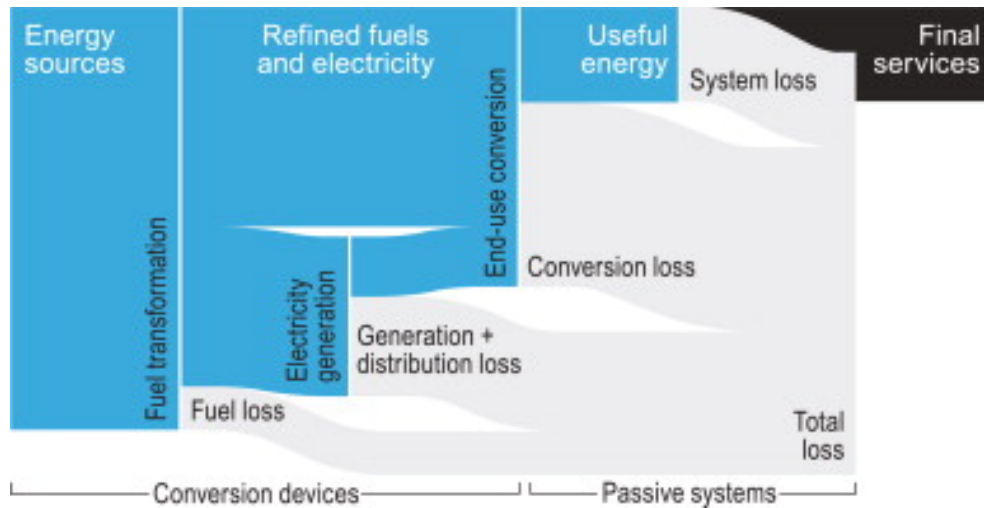 Energy
sources
Refined fuels
and electricity
Useful
energy
Final
services
System loss
Fuel transformation
Electricity
generation
End-use conversion
Conversion loss
Generation +
distribution loss
Fuel loss
Total
loss
Conversion devices
Passive systems